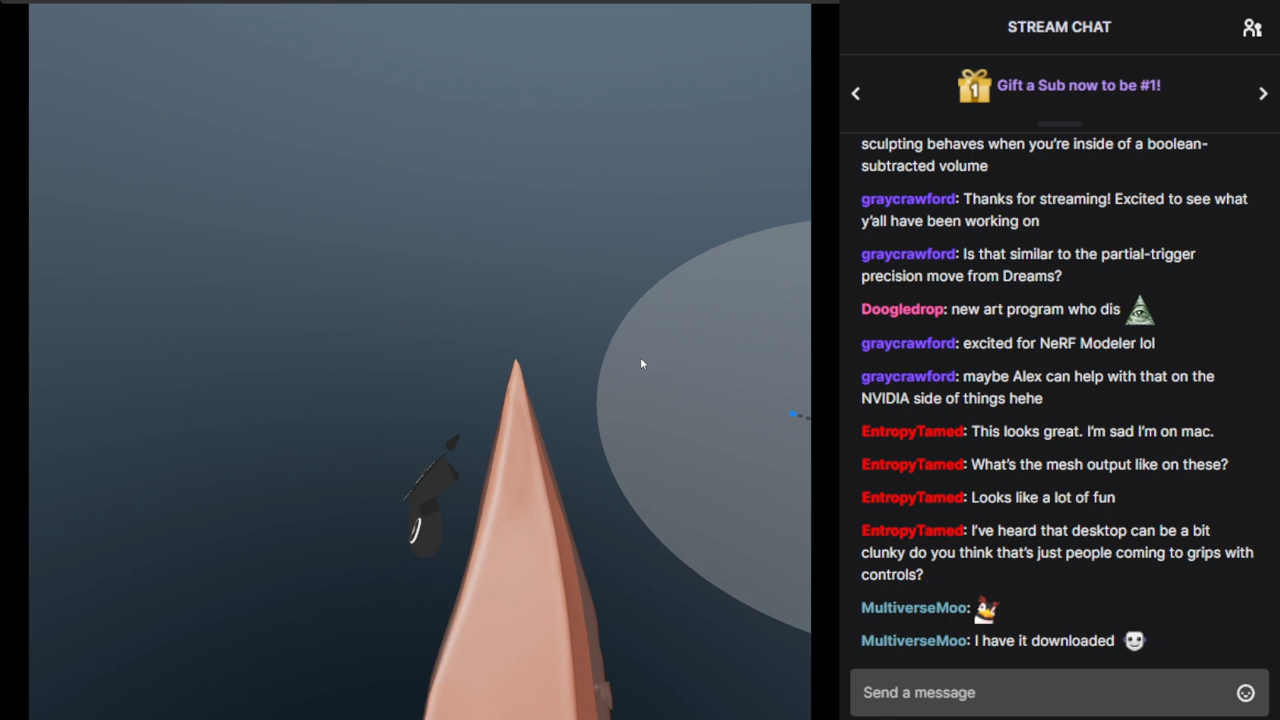 STREAM CHAT
1
Gift a Sub now to be #1!
sculpting behaves when you're inside of a boolean-
subtracted volume
graycrawford: Thanks for streaming! Excited to see what
y'all have been working on
graycrawford: Is that similar to the partial-trigger
precision move from Dreams?
Doogledrop: new art program who dis
graycrawford: excited for NeRF Modeler lol
graycrawford: maybe Alex can help with that on the
NVIDIA side of things hehe
EntropyTamed: This looks great. I'm sad I'm on mac.
EntropyTamed: What's the mesh output like on these?
EntropyTamed: Looks like a lot of fun
EntropyTamed: I've heard that desktop can be a bit
clunky do you think that's just people coming to grips with
controls?
MultiverseMoo:
MultiverseMoo: I have it downloaded
Send a message